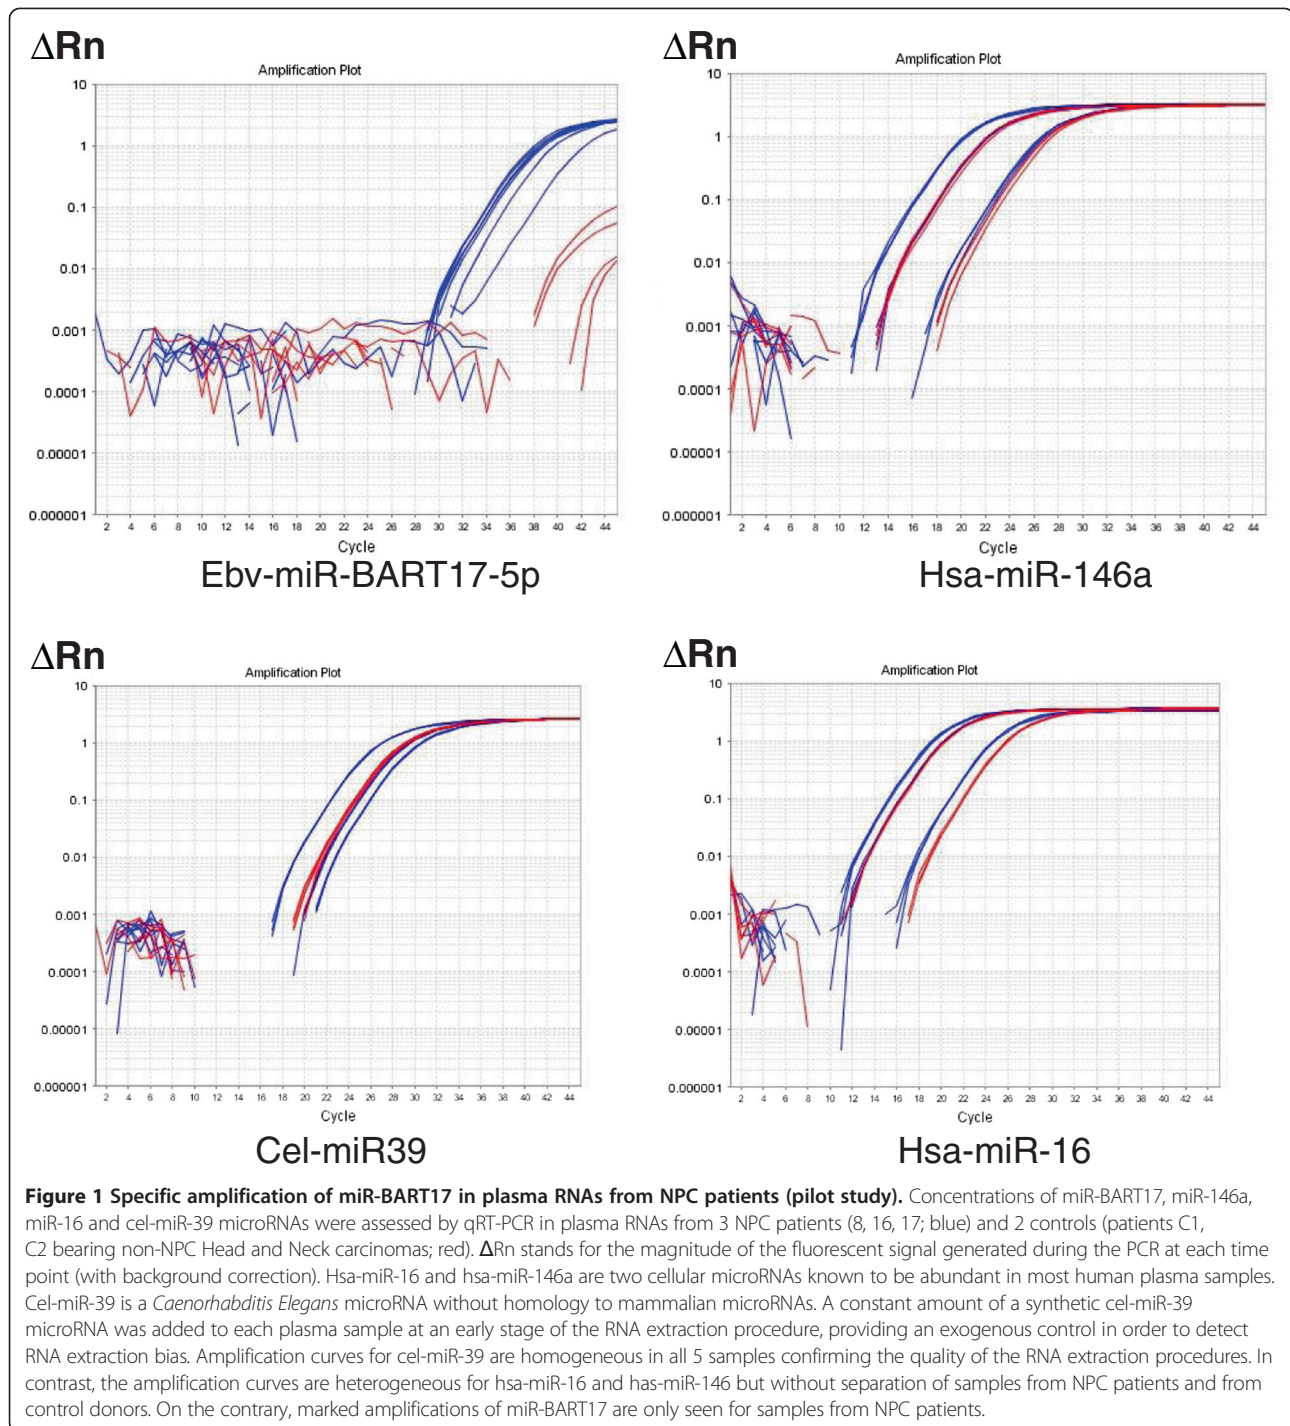 ΔRn
Amplification Plot
10
1
0.1
0.01
0.001
0.0001
0.00001
0.000001
2 4 6 8 10 12 14 16 18 20 22 24 26 28 30 32 34 36 38 40 42 44
Cycle
Ebv-miR-BART17-5p
ΔRn
Amplification Plot
10
1
0.1
0.01
0.001
0.0001
0.00001
0.000001
2 4 6 8 10 12 14 16 18 20 22 24 26 28 30 32 34 36 38 40 42 44
Cycle
Hsa-miR-146a
ΔRn
Amplification Plot
10
1
0.1
0.01
0.001
0.0001
0.00001
0.000001
2 4 6 8 10 12 14 16 18 20 22 24 26 28 30 32 34 36 38 40 42 44
Cycle
Cel-miR39
ΔRn
Amplification Plot
10
1
0.1
0.01
0.001
0.0001
0.00001
0.000001
2 4 6 8 10 12 14 16 18 20 22 24 26 28 30 32 34 36 38 40 42 44
Cycle
Hsa-miR-16
Figure 1 Specific amplification of miR-BART17 in plasma RNAs from NPC patients (pilot study). Concentrations of miR-BART17, miR-146a,
miR-16 and cel-miR-39 microRNAs were assessed by qRT-PCR in plasma RNAs from 3 NPC patients (8, 16, 17; blue) and 2 controls (patients C1,
C2 bearing non-NPC Head and Neck carcinomas; red). ΔRn stands for the magnitude of the fluorescent signal generated during the PCR at each time
point (with background correction). Hsa-miR-16 and hsa-miR-146a are two cellular microRNAs known to be abundant in most human plasma samples.
Cel-miR-39 is a Caenorhabditis Elegans microRNA without homology to mammalian microRNAs. A constant amount of a synthetic cel-miR-39
microRNA was added to each plasma sample at an early stage of the RNA extraction procedure, providing an exogenous control in order to detect
RNA extraction bias. Amplification curves for cel-miR-39 are homogeneous in all 5 samples confirming the quality of the RNA extraction procedures. In
contrast, the amplification curves are heterogeneous for hsa-miR-16 and has-miR-146 but without separation of samples from NPC patients and from
control donors. On the contrary, marked amplifications of miR-BART17 are only seen for samples from NPC patients.